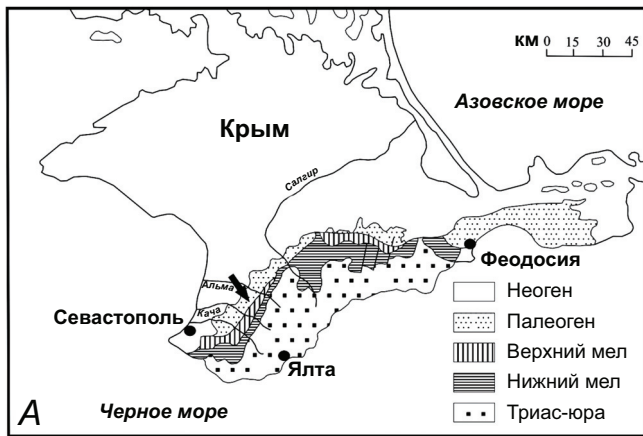 км 0 15 30 45
Азовское море
Крым
Салгир
Феодосия
Альма
Кача
Севастополь
Ялта
Черное море
А
Неоген
Палеоген
Верхний мел
Нижний мел
Триас-юра